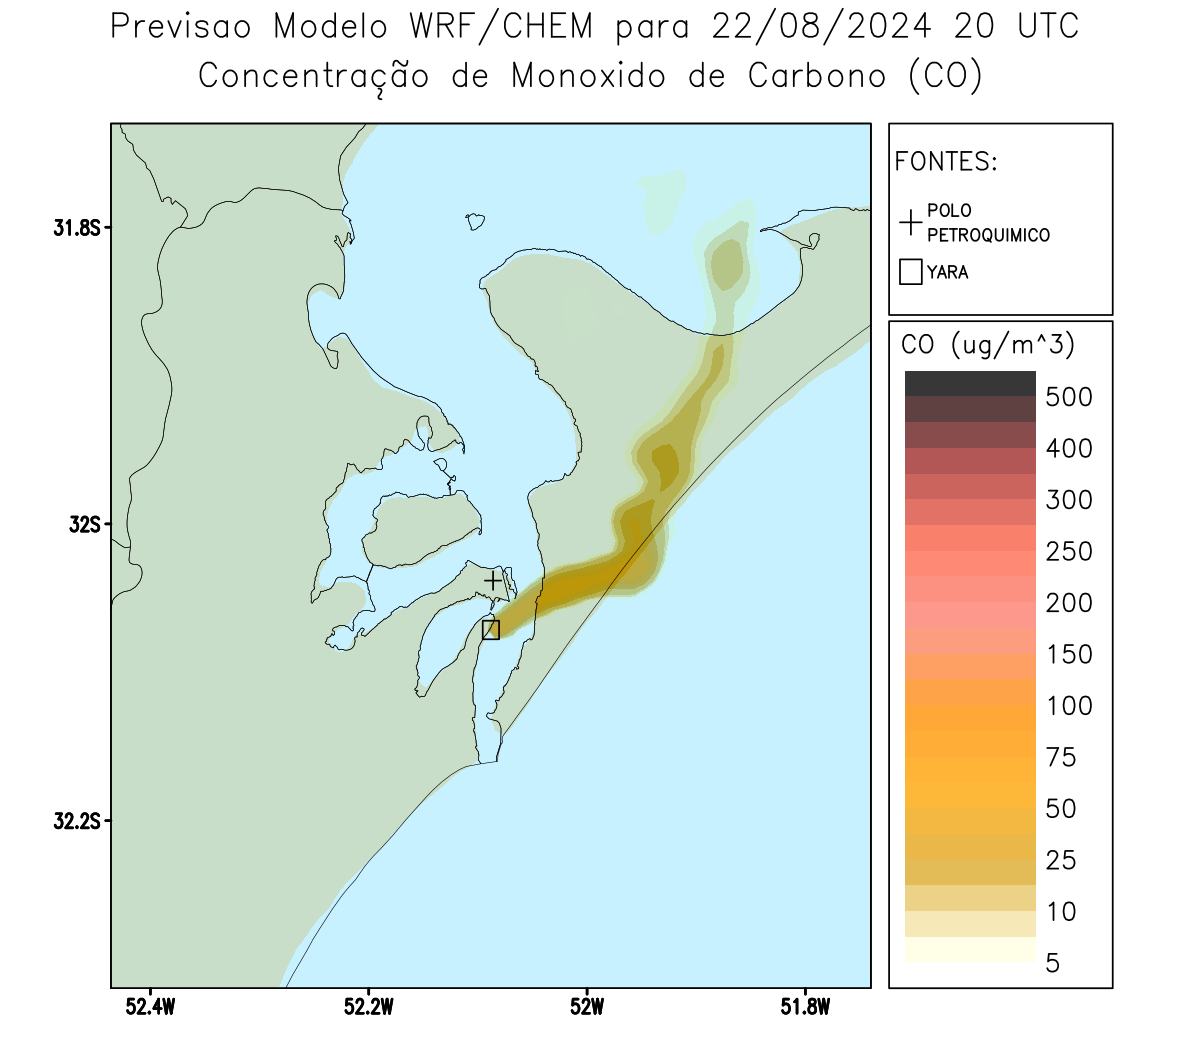 Previsao Modelo WRF/CHEM para 22/08/2024 20 UTC
Concentração de Monoxido de Carbono (CO)
FONTES:
POLO
PETROQUIMICO
YARA
CO (ug/m^3)
500
400
300
250
200
150
100
75
50
25
10
5
31.8S
32S
32.2S
52.4W
52.2W
52W
51.8W